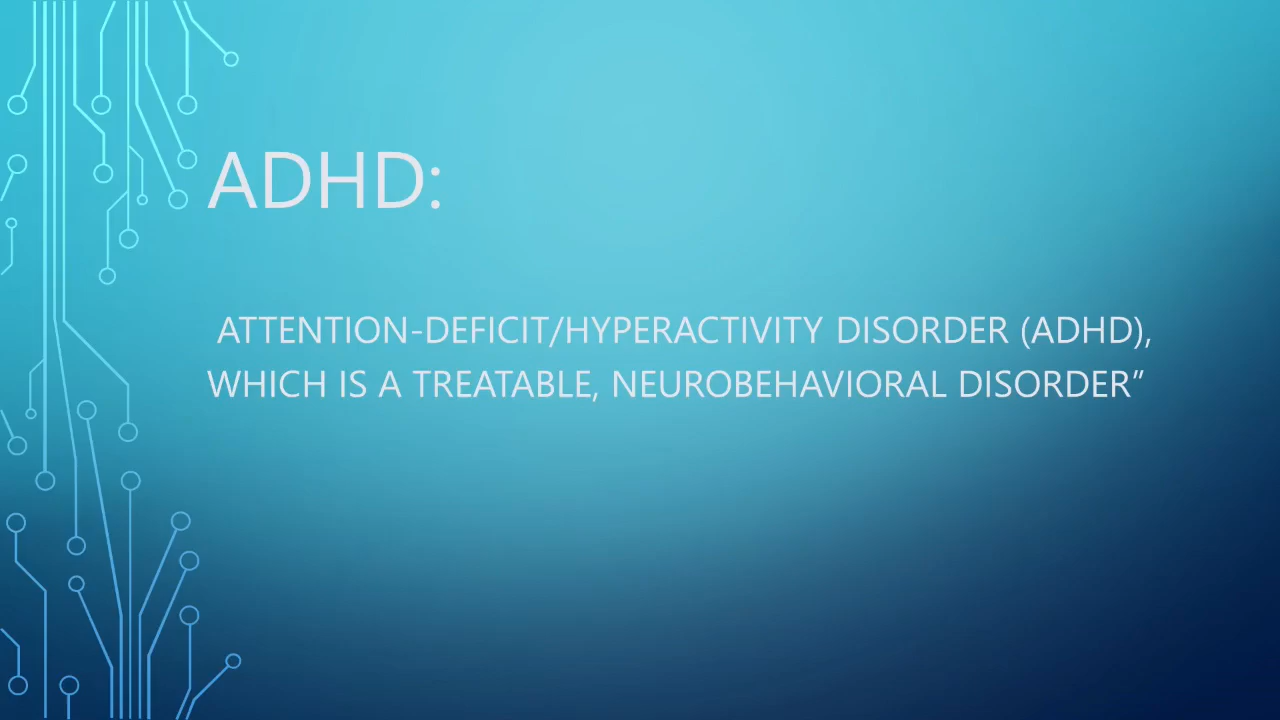 ADHD:
ATTENTION-DEFICIT/HYPERACTIVITY DISORDER (ADHD),
WHICH IS A TREATABLE, NEUROBEHAVIORAL DISORDER”